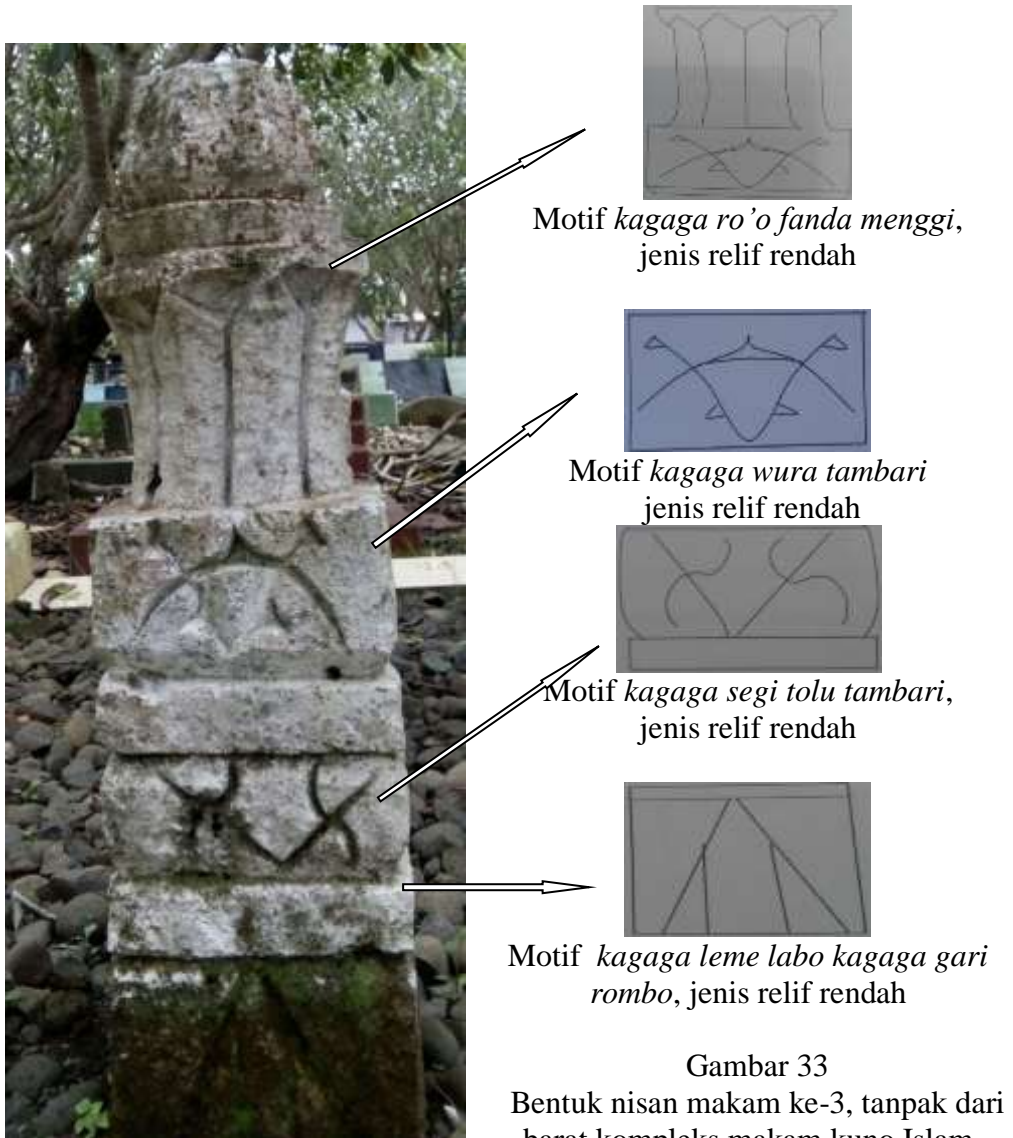 Motif kagaga ro’o fanda menggi,
jenis relif rendah
Motif kagaga wura tambari
jenis relif rendah
Motif kagaga segi tolu tambari,
jenis relif rendah
Motif kagaga leme labo kagaga gari
rombo, jenis relif rendah
Gambar 33
Bentuk nisan makam ke-3, tanpak dari
barat kompleks makam kuno Islam